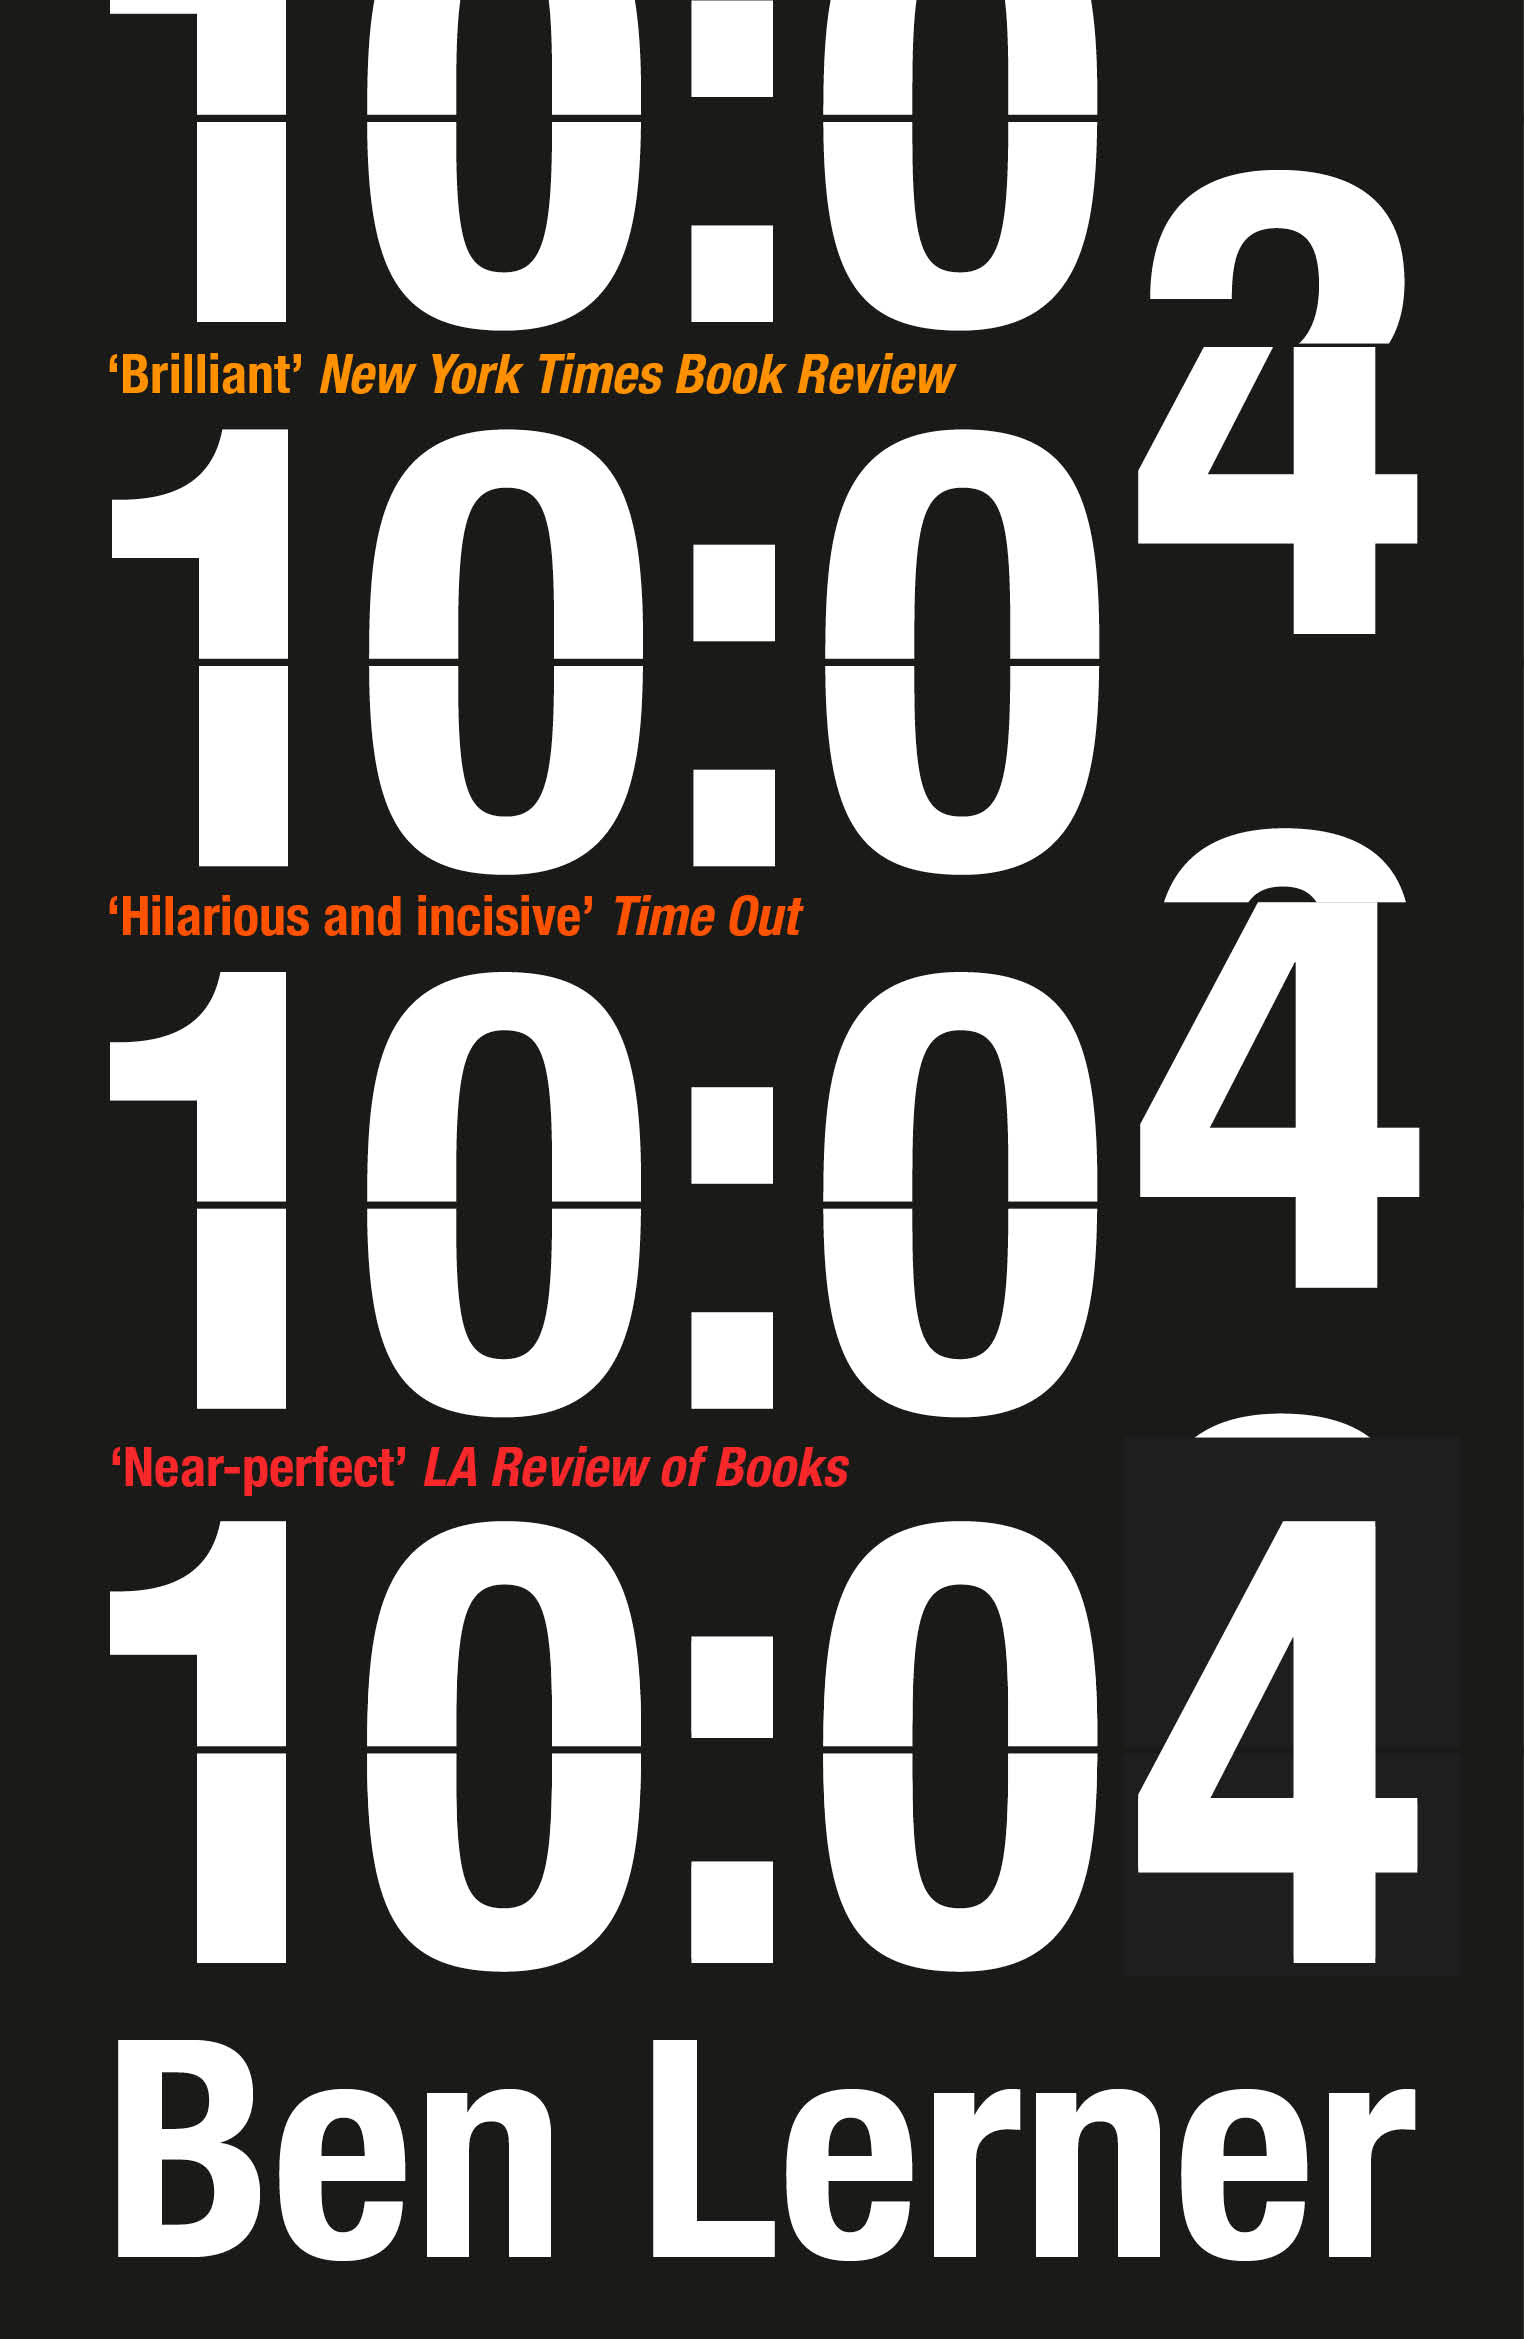 10:0
‘Brilliant’ New York Times Book Review
10:04
‘Hilarious and incisive’ Time Out
10:04
‘Near-perfect’ LA Review of Books
10:04
Ben Lerner